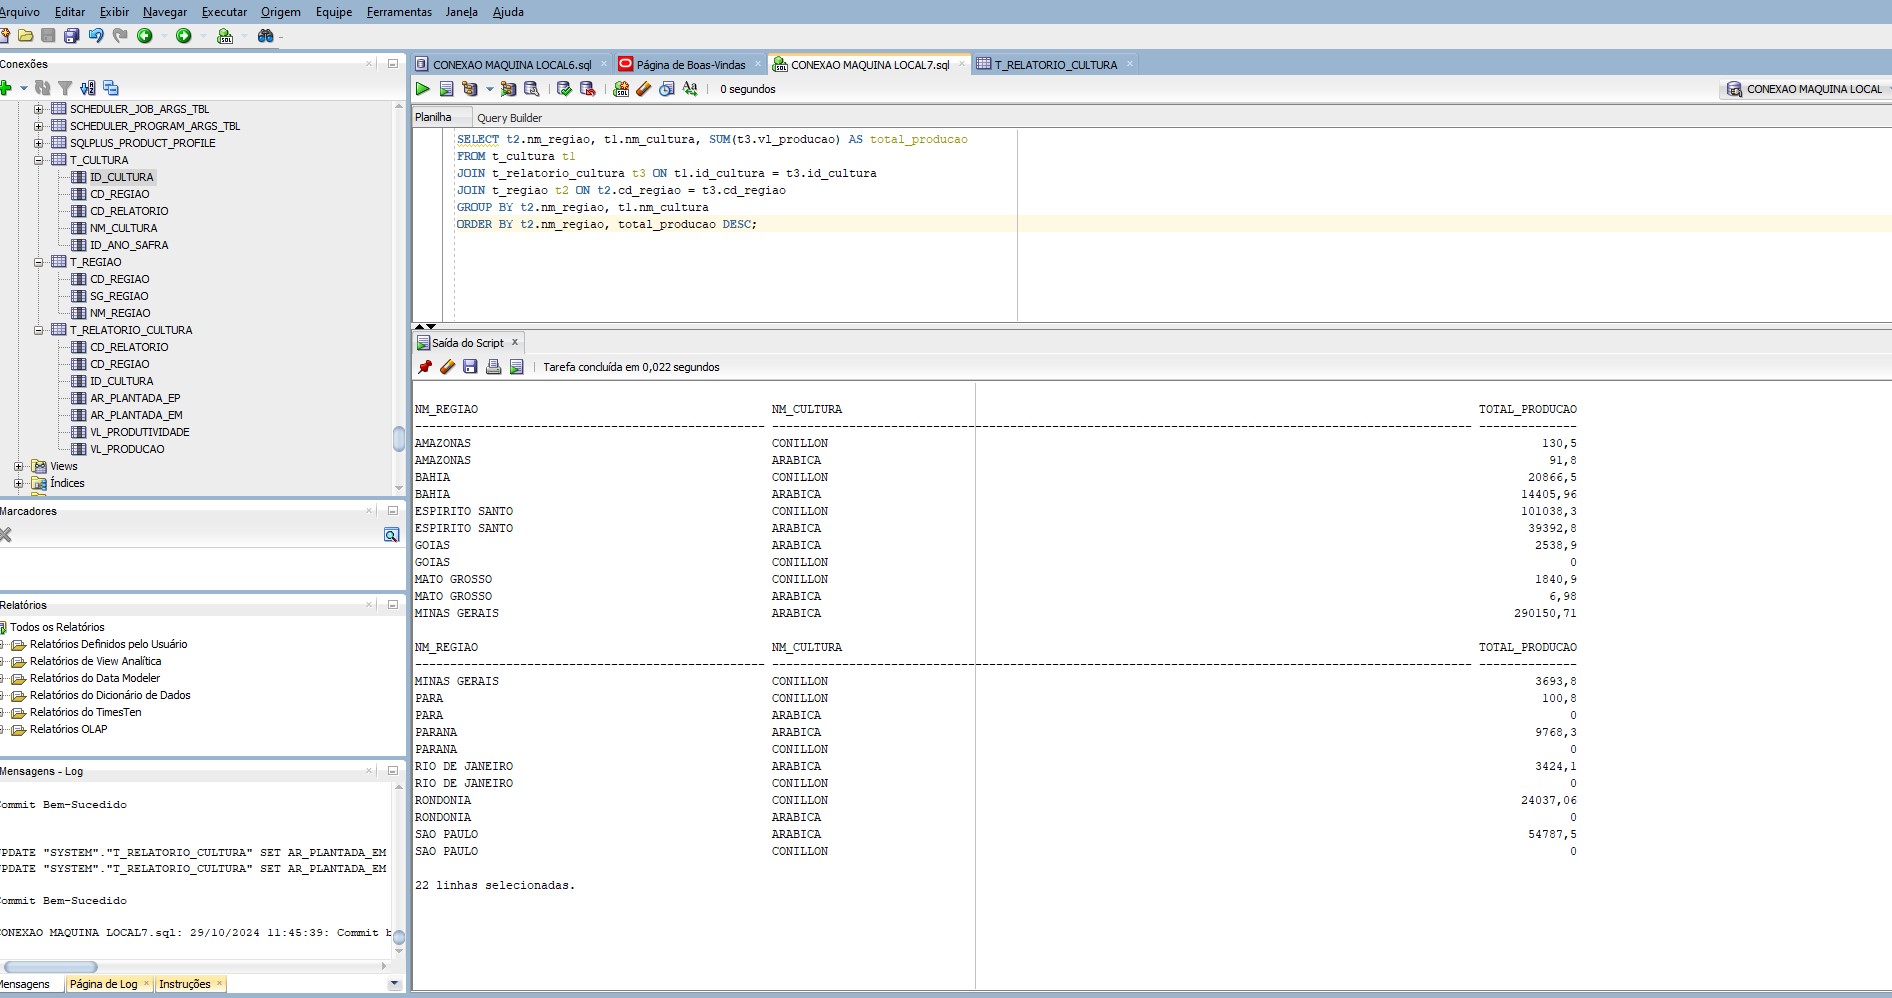 Arquivo Editar Exibir Navegar Executar Origem Equipe Ferramentas Janela Ajuda
Conexões
SCHEDULER_JOB_ARGS_TBL
SCHEDULER_PROGRAM_ARGS_TBL
SQLPLUS_PRODUCT_PROFILE
T_CULTURA
ID_CULTURA
CD_REGIAO
CD_RELATORIO
NM_CULTURA
ID_ANO_SAFRA
T_REGIAO
CD_REGIAO
SG_REGIAO
NM_REGIAO
T_RELATORIO_CULTURA
CD_RELATORIO
CD_REGIAO
ID_CULTURA
AR_PLANTADA_EP
AR_PLANTADA_EM
VL_PRODUTIVIDADE
VL_PRODUCAO
Views
Índices
Marcadores
Relatórios
Todos os Relatórios
Relatórios Definidos pelo Usuário
Relatórios de View Analítica
Relatórios do Data Modeler
Relatórios do Dicionário de Dados
Relatórios do TimesTen
Relatórios OLAP
Mensagens - Log
ommit Bem-Sucedido
PDATE "SYSTEM"."T_RELATORIO_CULTURA" SET AR_PLANTADA_EM
PDATE "SYSTEM"."T_RELATORIO_CULTURA" SET AR_PLANTADA_EM
ommit Bem-Sucedido
ONEXAO MAQUINA LOCAL7.sql: 29/10/2024 11:45:39: Commit b
Mensagens Página de Log Instruções
CONEXAO MAQUINA LOCAL6.sql Página de Boas-Vindas CONEXAO MAQUINA LOCAL7.sql T_RELATORIO_CULTURA
0 segundos CONEXAO MAQUINA LOCAL
Planilha Query Builder
SELECT t2.nm_regiao, t1.nm_cultura, SUM(t3.vl_producao) AS total_producao
FROM t_cultura t1
JOIN t_relatorio_cultura t3 ON t1.id_cultura = t3.id_cultura
JOIN t_regiao t2 ON t2.cd_regiao = t3.cd_regiao
GROUP BY t2.nm_regiao, t1.nm_cultura
ORDER BY t2.nm_regiao, total_producao DESC;
Saída do Script
Tarefa concluída em 0,022 segundos
NM_REGIAO NM_CULTURA TOTAL_PRODUCAO
AMAZONAS CONILLON 130,5
AMAZONAS ARABICA 91,8
BAHIA CONILLON 20866,5
BAHIA ARABICA 14405,96
ESPIRITO SANTO CONILLON 101038,3
ESPIRITO SANTO ARABICA 39392,8
GOIAS ARABICA 2538,9
GOIAS CONILLON 0
MATO GROSSO CONILLON 1840,9
MATO GROSSO ARABICA 6,98
MINAS GERAIS ARABICA 290150,71
NM_REGIAO NM_CULTURA TOTAL_PRODUCAO
MINAS GERAIS CONILLON 3693,8
PARA CONILLON 100,8
PARA ARABICA 0
PARANA ARABICA 9768,3
PARANA CONILLON 0
RIO DE JANEIRO ARABICA 3424,1
RIO DE JANEIRO CONILLON 0
RONDONIA CONILLON 24037,06
RONDONIA ARABICA 0
SAO PAULO ARABICA 54787,5
SAO PAULO CONILLON 0
22 linhas selecionadas.